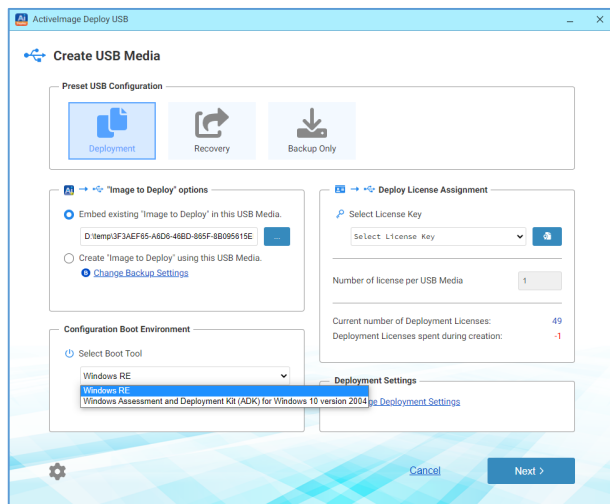 ActiveImage Deploy USB
Create USB Media
Preset USB Configuration
Deployment
Recovery
Backup Only
"Image to Deploy" options
Embed existing "Image to Deploy" in this USB Media.
D:\temp\3F3AEF65-A6D6-46BD-865F-8B095615E
...
Create "Image to Deploy" using this USB Media.
Change Backup Settings
Deploy License Assignment
Select License Key
Select License Key
Number of license per USB Media
1
Current number of Deployment Licenses: 49
Deployment Licenses spent during creation: -1
Configuration Boot Environment
Select Boot Tool
Windows RE
Windows RE
Windows Assessment and Deployment Kit (ADK) for Windows 10 version 2004
Deployment Settings
ge Deployment Settings
Cancel
Next >